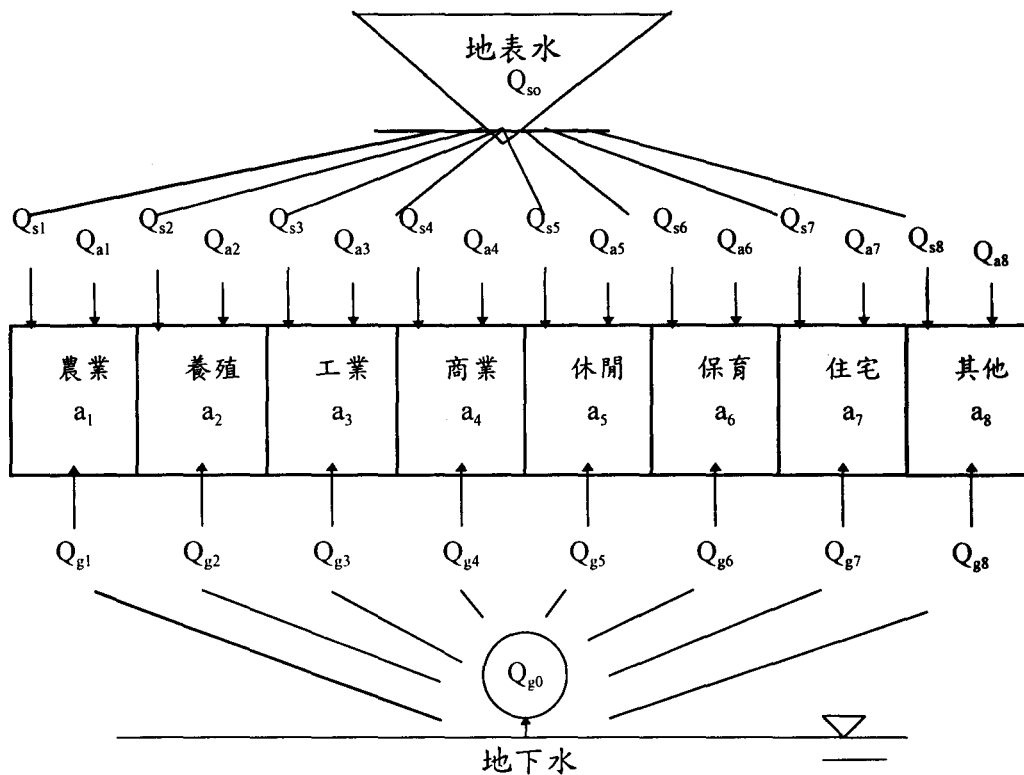 地表水
Qso
Qs1 Qs2 Qs3 Qs4 Qs5 Qs6 Qs7 Qs8
Qa1 Qa2 Qa3 Qa4 Qa5 Qa6 Qa7 Qa8
農業 養殖 工業 商業 休閒 保育 住宅 其他
a1 a2 a3 a4 a5 a6 a7 a8
Qg1 Qg2 Qg3 Qg4 Qg5 Qg6 Qg7 Qg8
Qg0
地下水